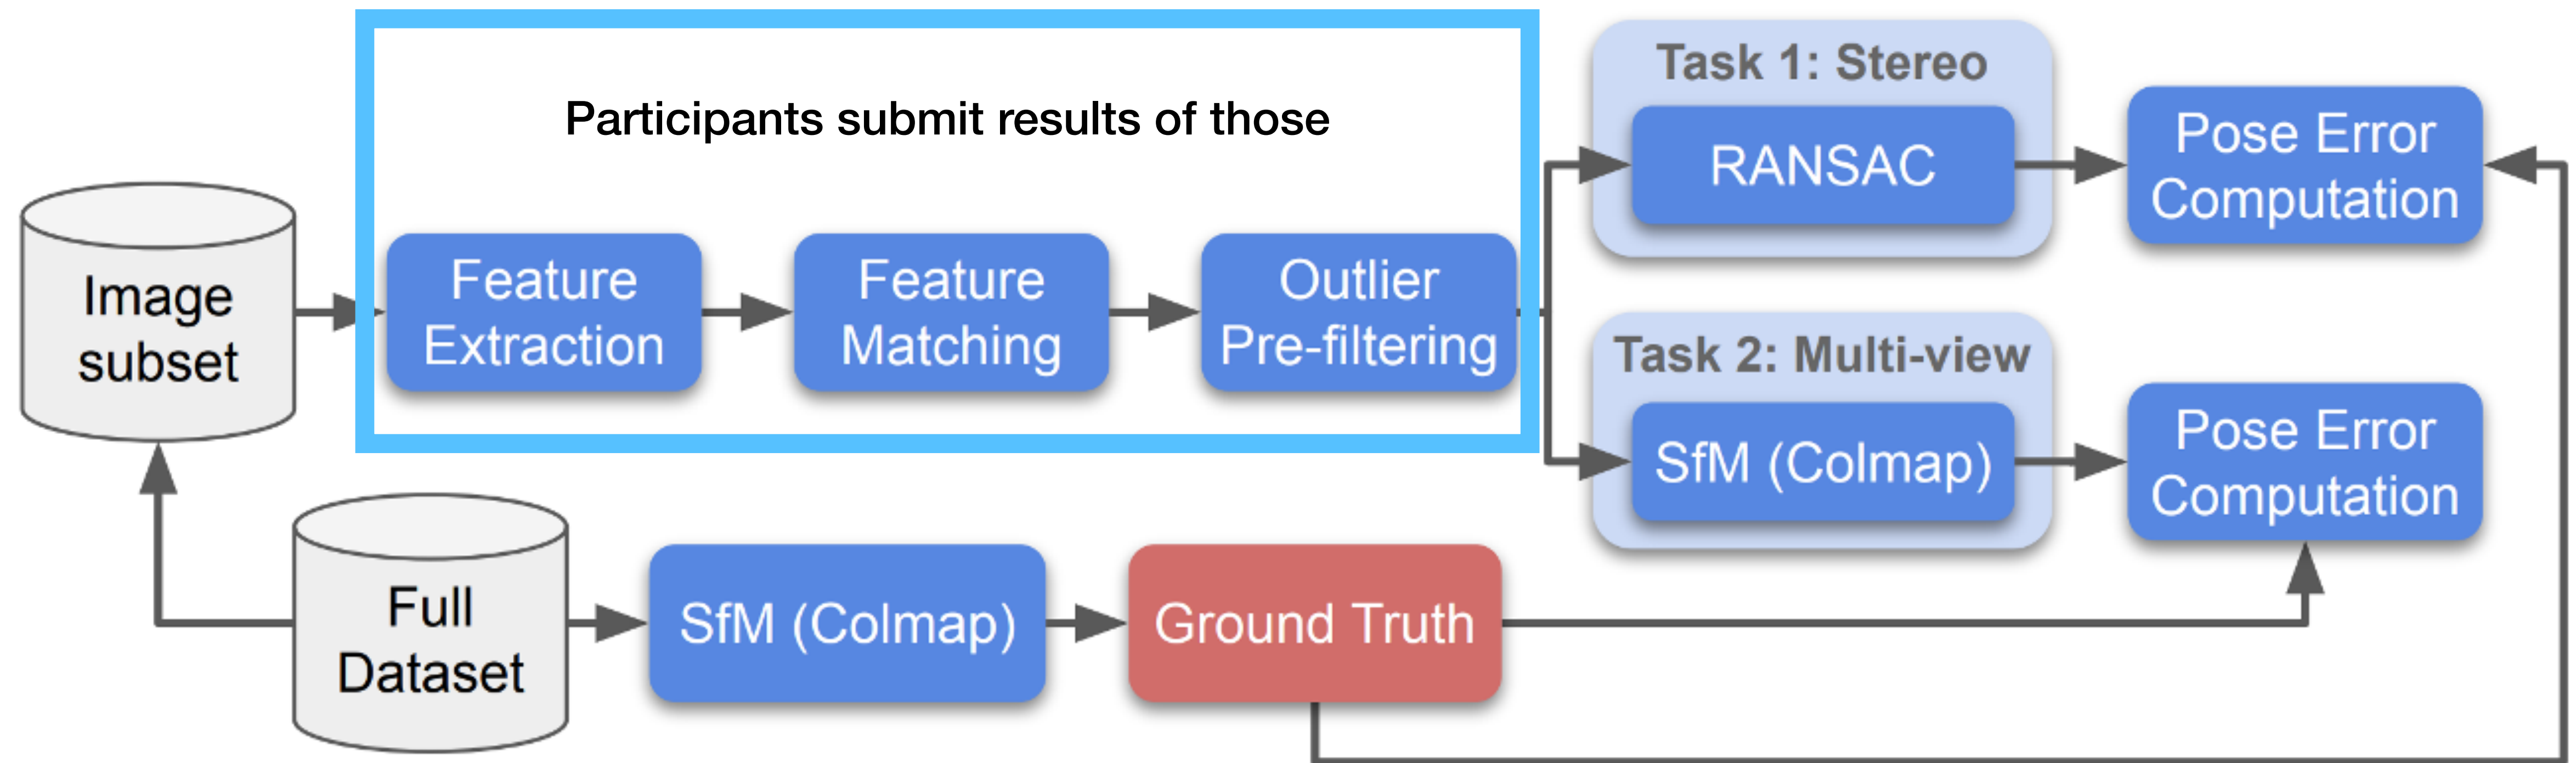 Participants submit results of those
Image
subset
Feature
Extraction
Feature
Matching
Outlier
Pre-filtering
Task 1: Stereo
RANSAC
Pose Error
Computation
Task 2: Multi-view
SfM (Colmap)
Pose Error
Computation
Full
Dataset
SfM (Colmap)
Ground Truth